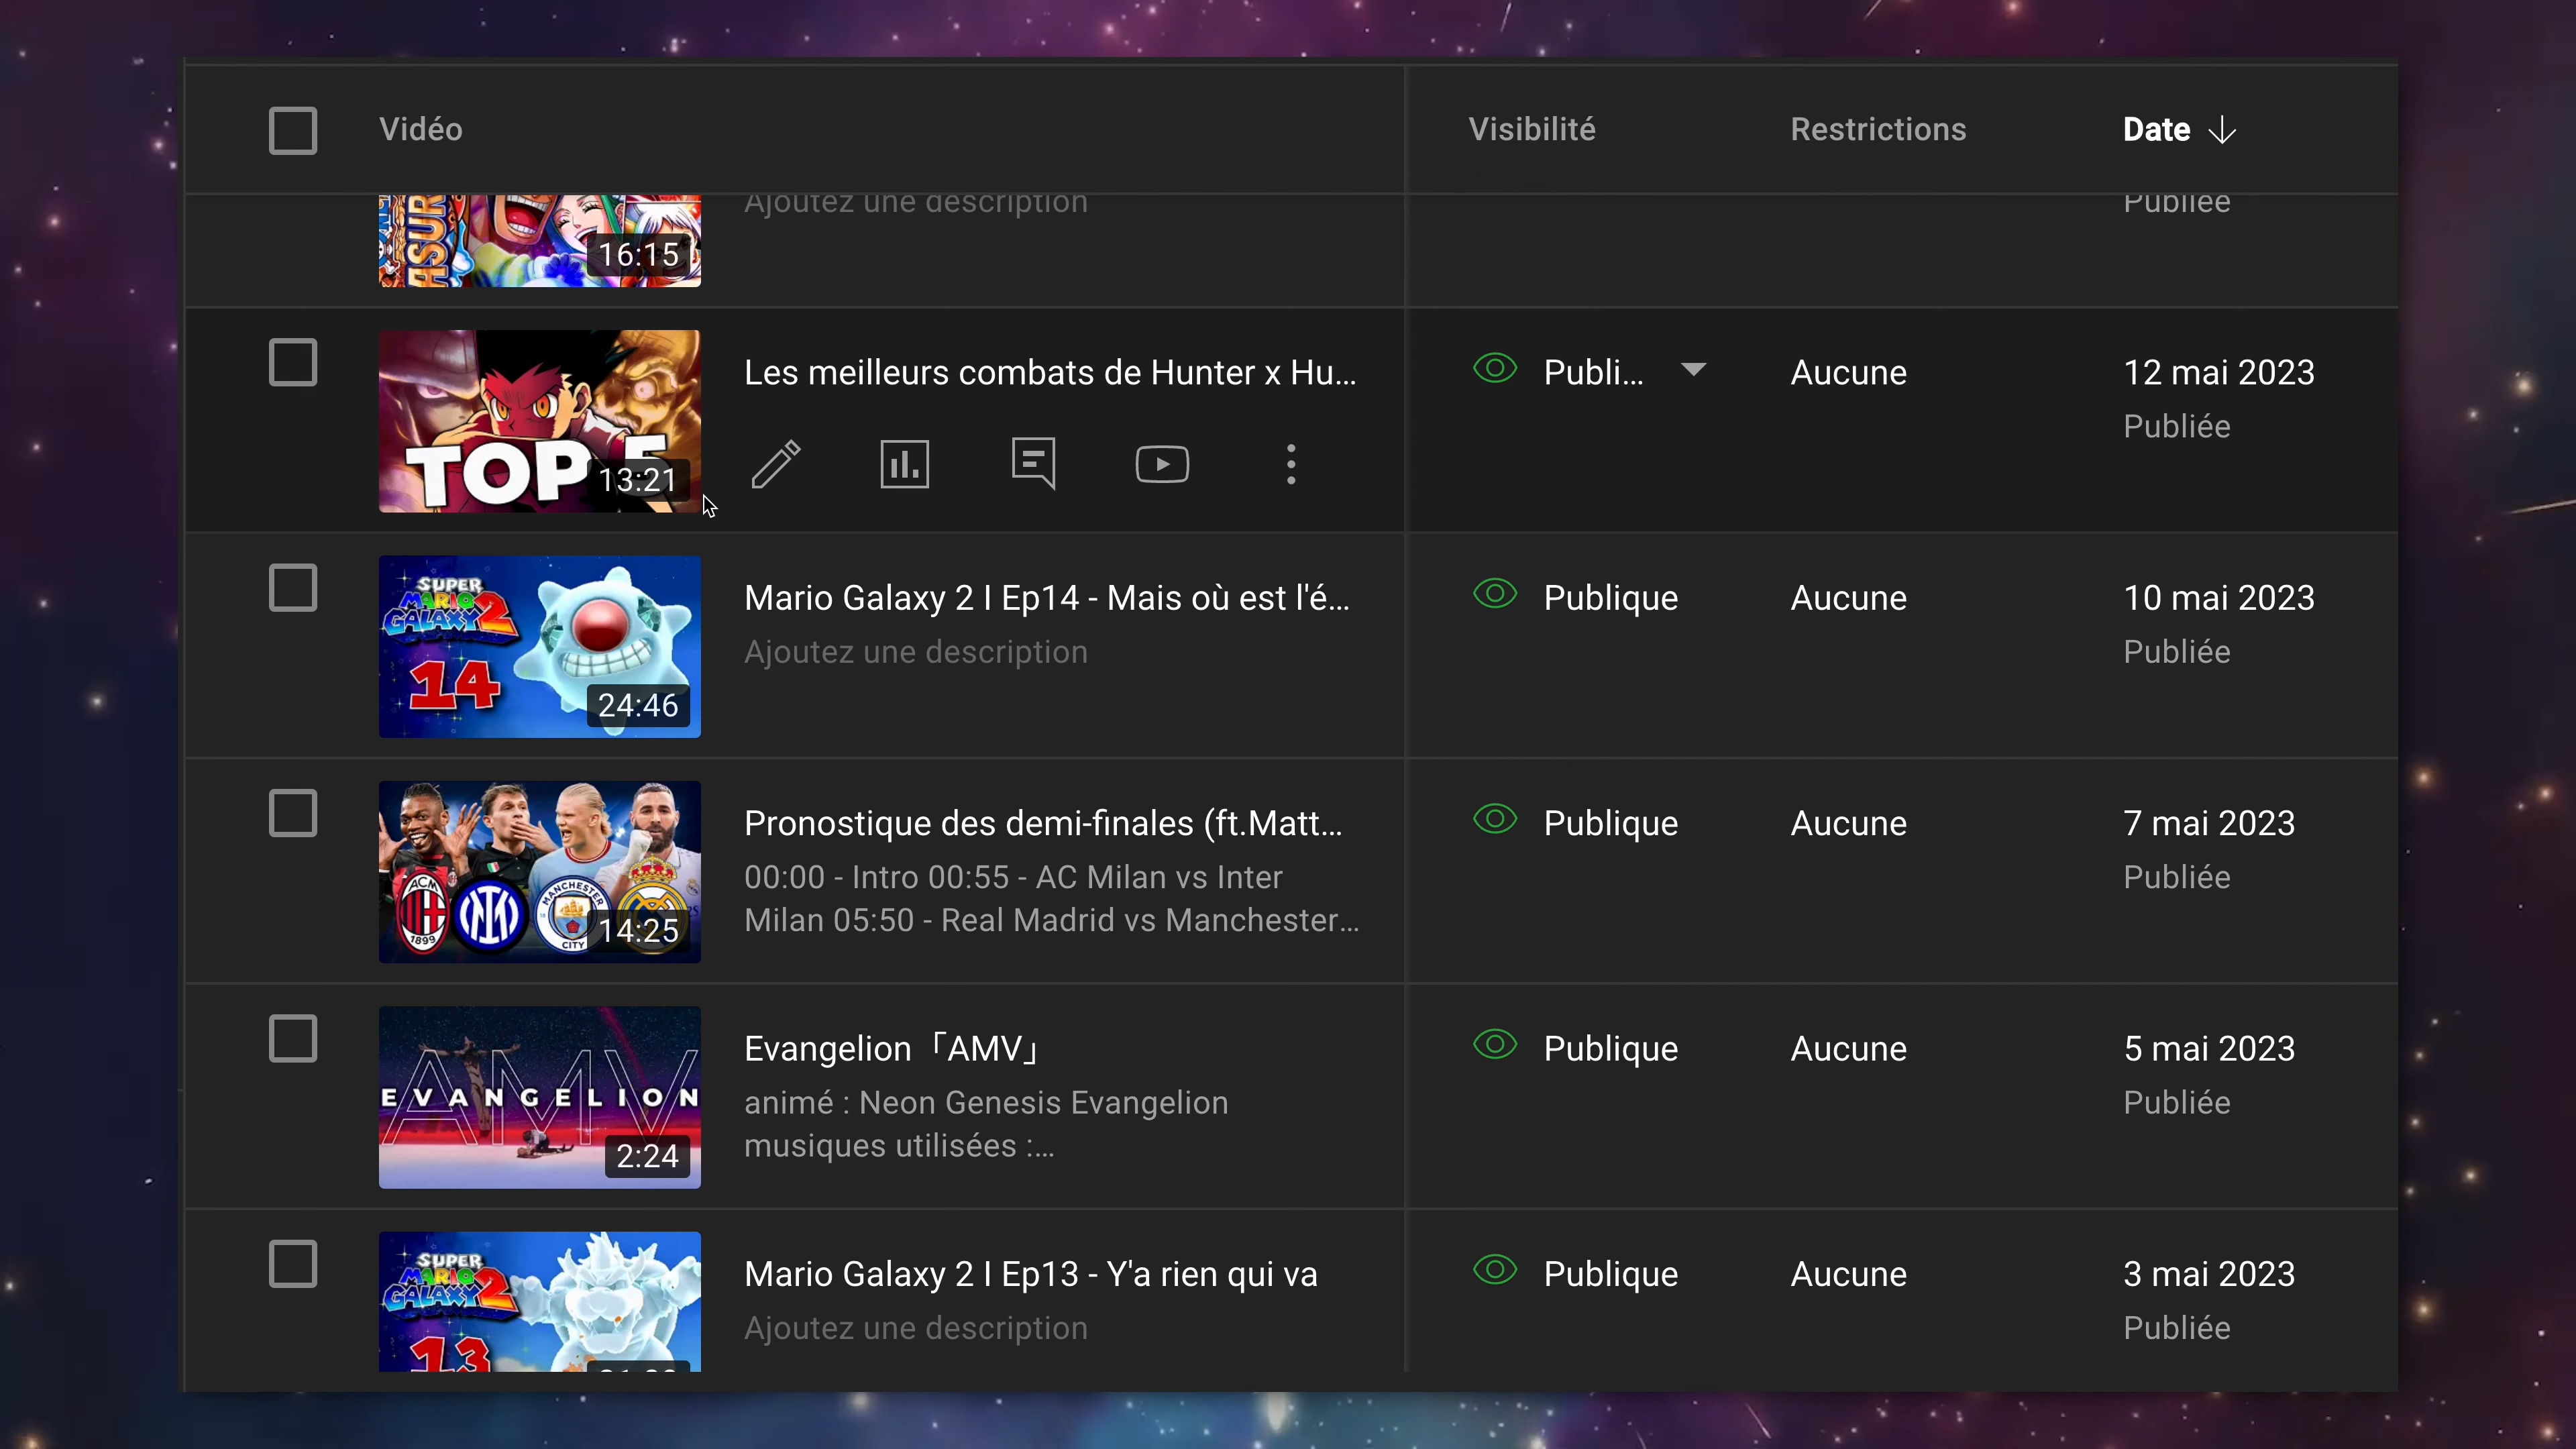 Vidéo
Visibilité
Restrictions
Date
ASUR
16:15
Ajoutez une description
Publiée
TOP 5
13:21
Les meilleurs combats de Hunter x Hu...
Publi...
Aucune
12 mai 2023
Publiée
SUPER
MARIO
GALAXY 2
14
24:46
Mario Galaxy 2 I Ep14 - Mais où est l'é...
Ajoutez une description
Publique
Aucune
10 mai 2023
Publiée
ACM
1899
MANCHESTER
CITY
14:25
Pronostique des demi-finales (ft.Matt...
00:00 - Intro 00:55 - AC Milan vs Inter
Milan 05:50 - Real Madrid vs Manchester...
Publique
Aucune
7 mai 2023
Publiée
AMV
EVANGELION
2:24
Evangelion「AMV」
animé : Neon Genesis Evangelion
musiques utilisées :...
Publique
Aucune
5 mai 2023
Publiée
SUPER
MARIO
GALAXY 2
13
Mario Galaxy 2 I Ep13 - Y'a rien qui va
Ajoutez une description
Publique
Aucune
3 mai 2023
Publiée